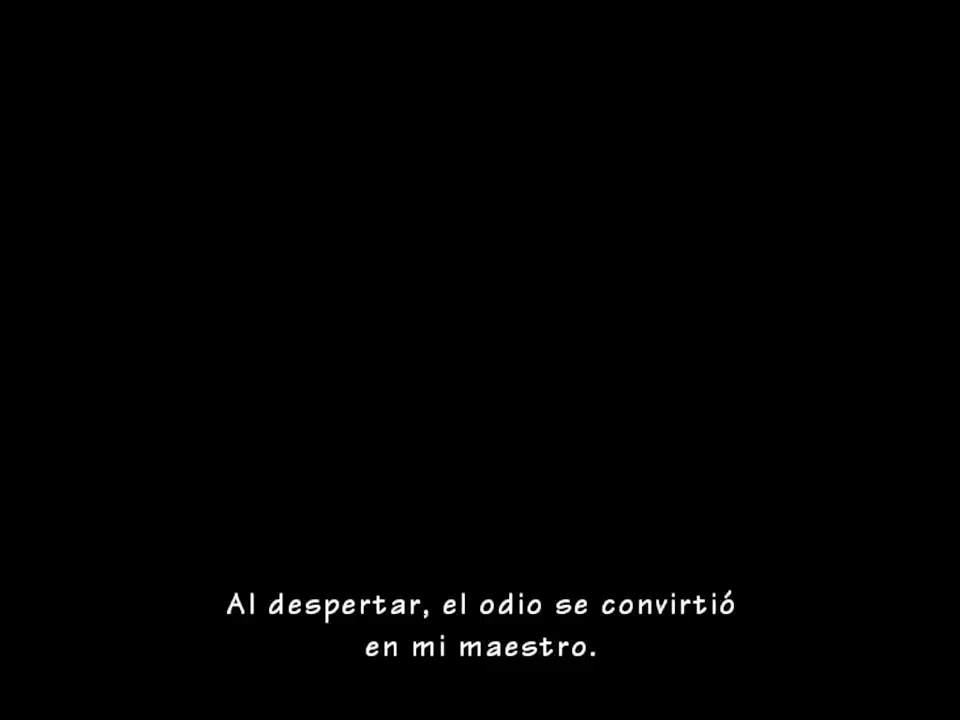 Al despertar, el odio se convirtió
en mi maestro.